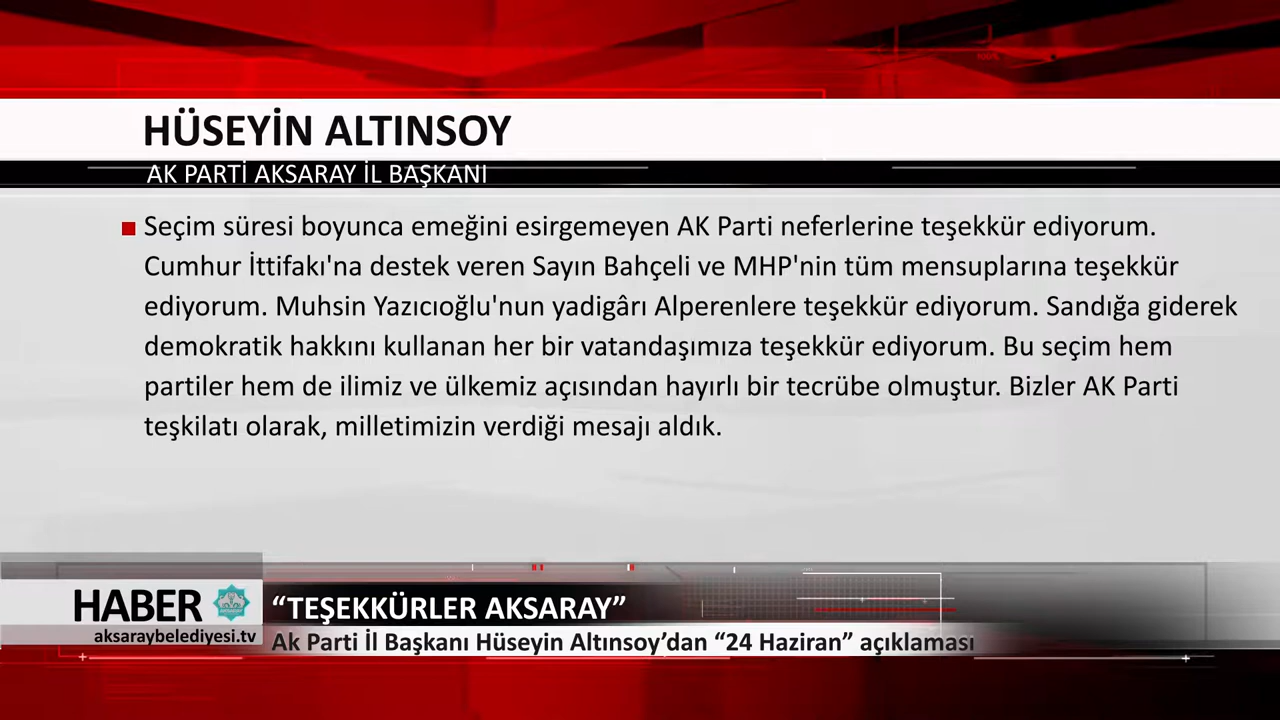 HÜSEYİN ALTINSOY
AK PARTİ AKSARAY İL BAŞKANI
Seçim süresi boyunca emeğini esirgemeyen AK Parti neferlerine teşekkür ediyorum.
Cumhur İttifakı'na destek veren Sayın Bahçeli ve MHP'nin tüm mensuplarına teşekkür
ediyorum. Muhsin Yazıcıoğlu'nun yadigârı Alperenlere teşekkür ediyorum. Sandığa giderek
demokratik hakkını kullanan her bir vatandaşımıza teşekkür ediyorum. Bu seçim hem
partiler hem de ilimiz ve ülkemiz açısından hayırlı bir tecrübe olmuştur. Bizler AK Parti
teşkilatı olarak, milletimizin verdiği mesajı aldık.
HABER
aksaraybelediyesi.tv
“TEŞEKKÜRLER AKSARAY”
Ak Parti İl Başkanı Hüseyin Altınsoy’dan “24 Haziran” açıklaması